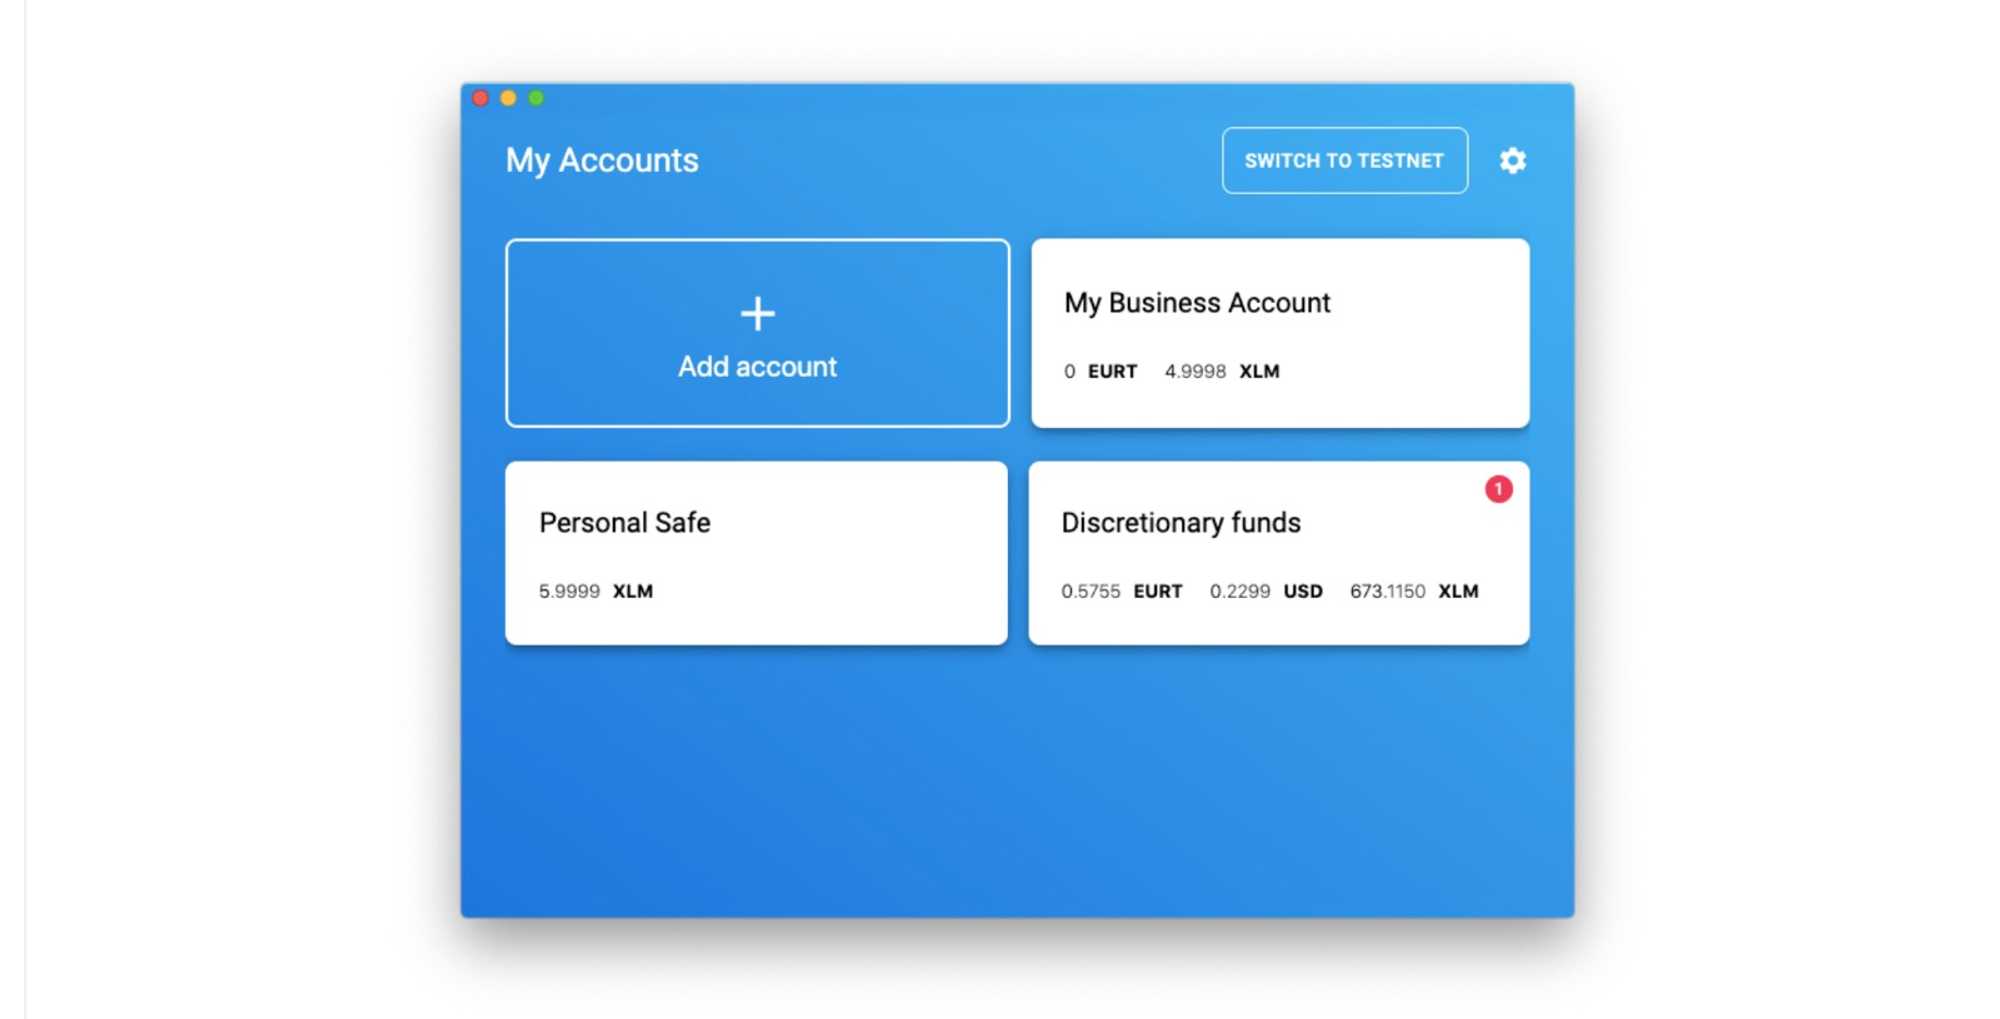 My Accounts
SWITCH TO TESTNET
Add account
My Business Account
0 EURT 4.9998 XLM
Personal Safe
5.9999 XLM
1
Discretionary funds
0.5755 EURT 0.2299 USD 673.1150 XLM